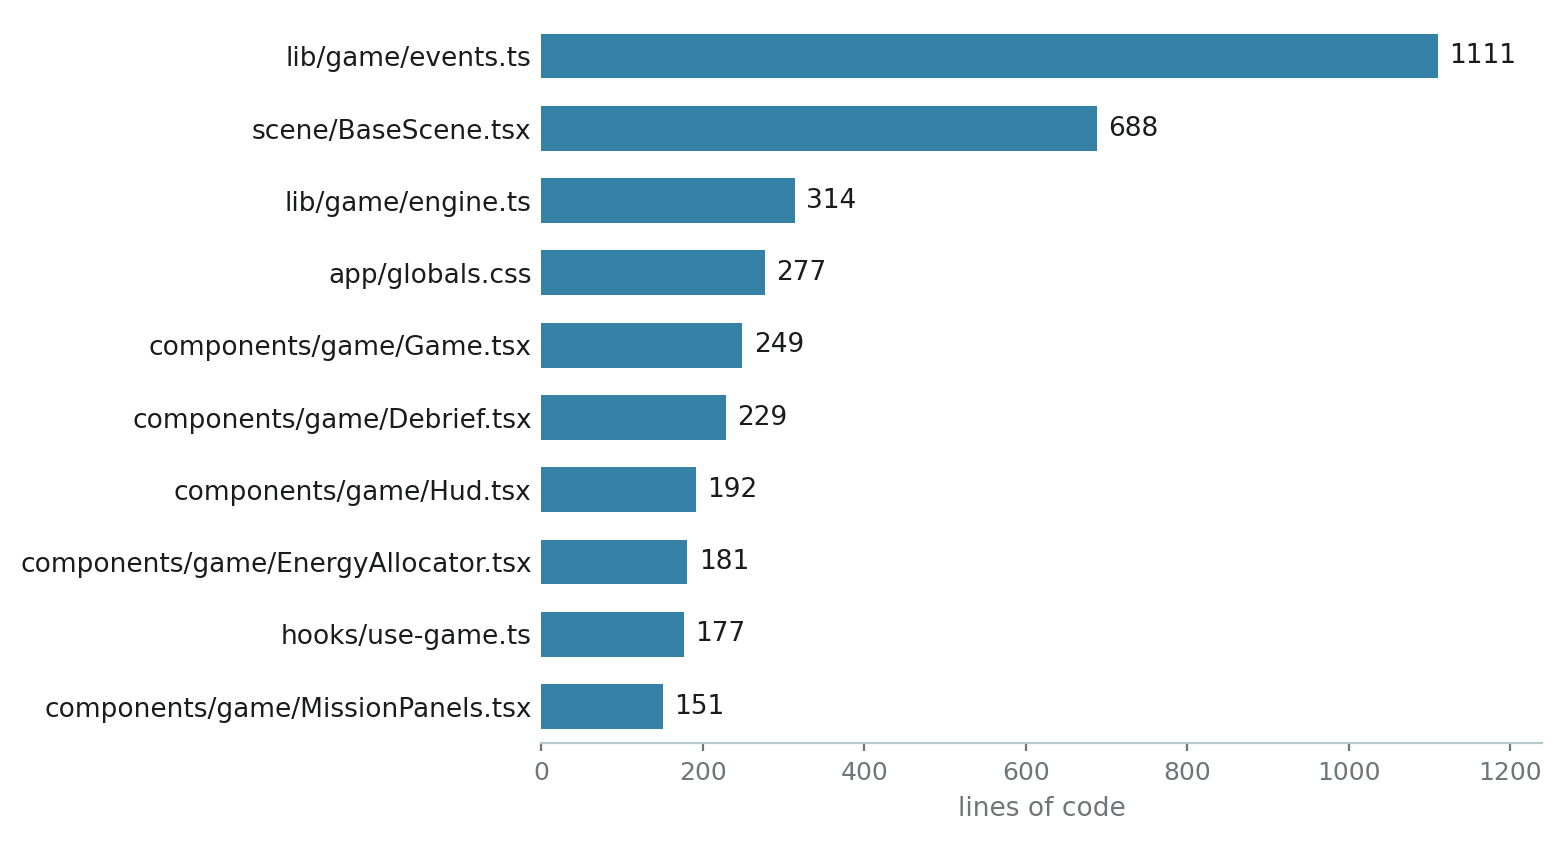 lib/game/events.ts 1111
scene/BaseScene.tsx 688
lib/game/engine.ts 314
app/globals.css 277
components/game/Game.tsx 249
components/game/Debrief.tsx 229
components/game/Hud.tsx 192
components/game/EnergyAllocator.tsx 181
hooks/use-game.ts 177
components/game/MissionPanels.tsx 151
0 200 400 600 800 1000 1200
lines of code